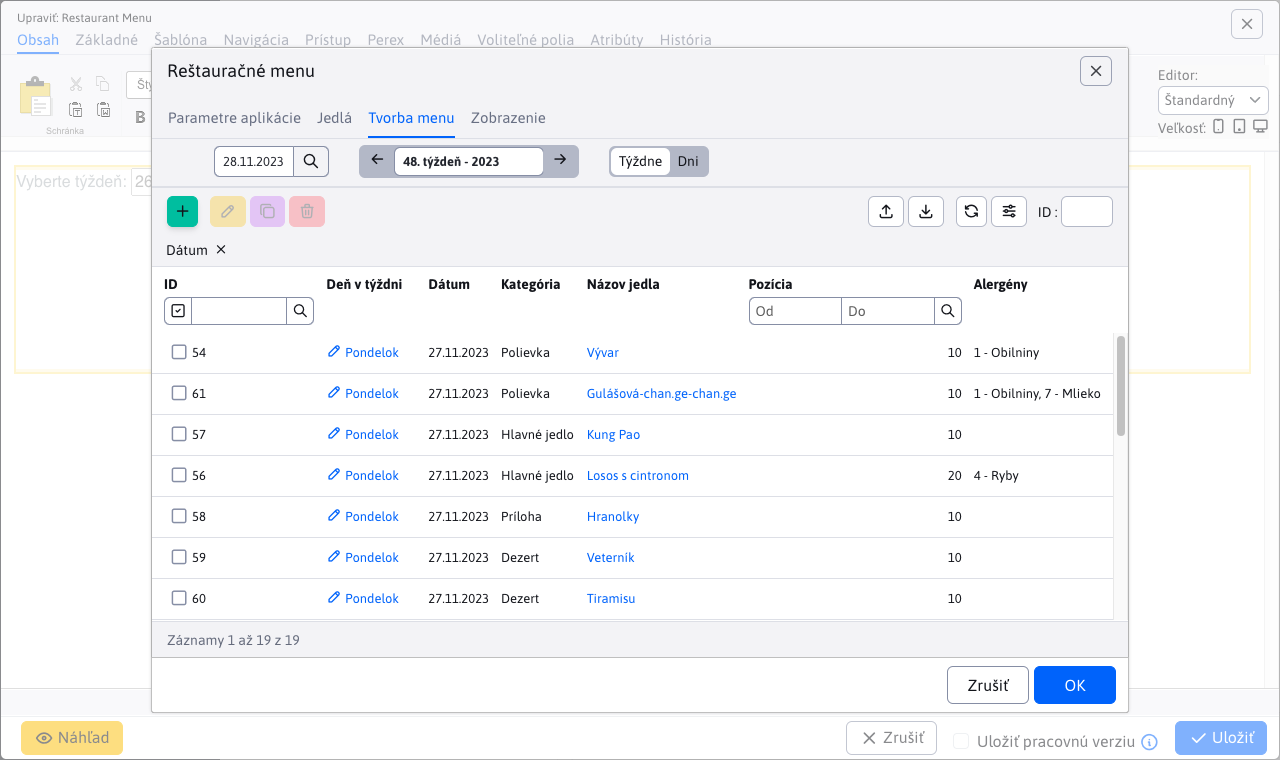 Upraviť: Restaurant Menu
Obsah Základné Šablóna Navigácia Prístup Perex Médiá Voliteľné polia Atribúty História
Schránka
B
Editor:
Štandardný
Veľkosť:
Vyberte týždeň: 26
Reštauračné menu
Parametre aplikácie Jedlá Tvorba menu Zobrazenie
28.11.2023 48. týždeň - 2023 Týždne Dni
ID :
Dátum
ID Deň v týždni Dátum Kategória Názov jedla Pozícia Alergény
Od Do
54 Pondelok 27.11.2023 Polievka Vývar 10 1 - Obilniny
61 Pondelok 27.11.2023 Polievka Gulášová-chan.ge-chan.ge 10 1 - Obilniny, 7 - Mlieko
57 Pondelok 27.11.2023 Hlavné jedlo Kung Pao 10
56 Pondelok 27.11.2023 Hlavné jedlo Losos s cintronom 20 4 - Ryby
58 Pondelok 27.11.2023 Príloha Hranolky 10
59 Pondelok 27.11.2023 Dezert Veterník 10
60 Pondelok 27.11.2023 Dezert Tiramisu 10
Záznamy 1 až 19 z 19
Zrušiť OK
Náhľad Zrušiť Uložiť pracovnú verziu Uložiť